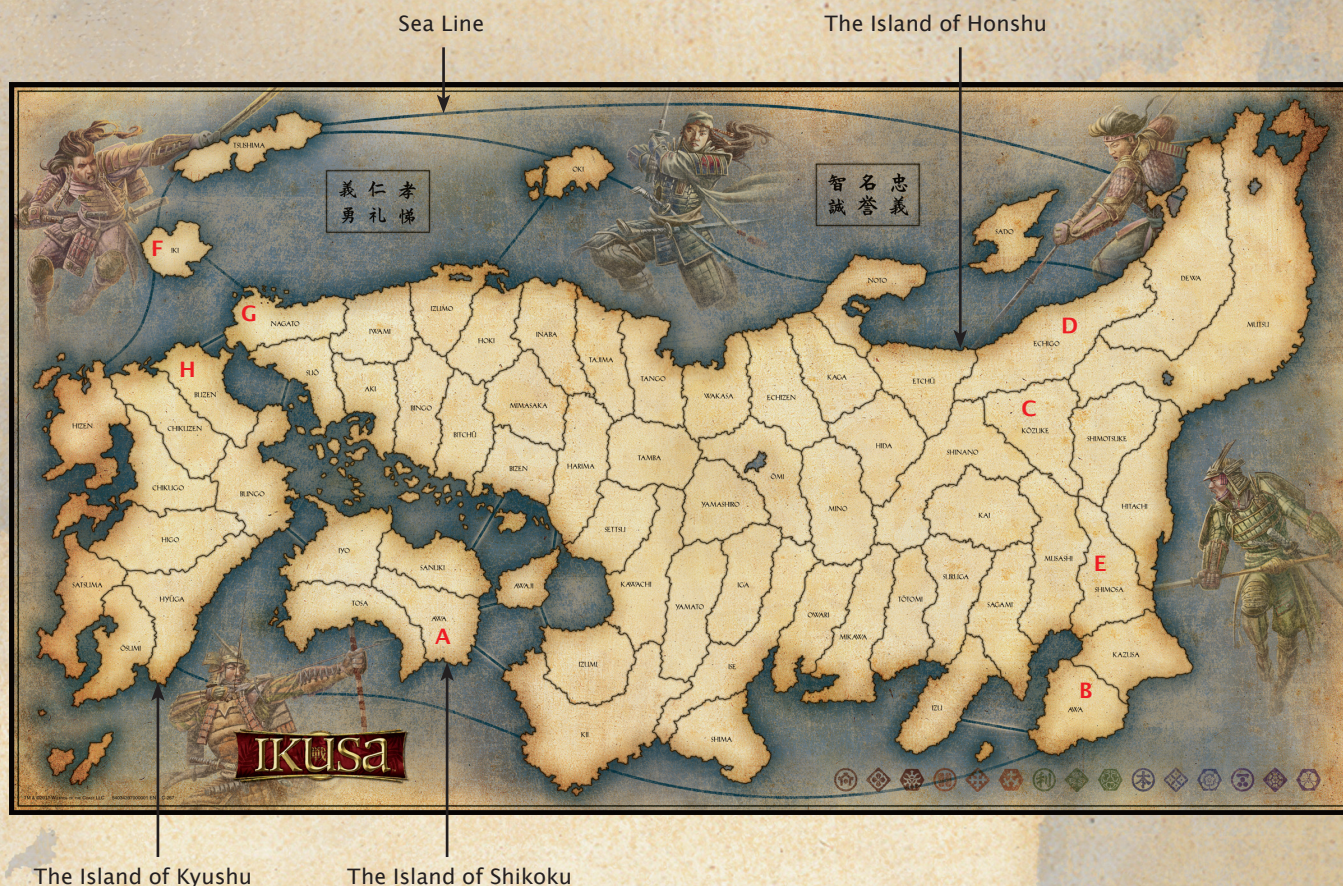 Sea Line
The Island of Honshu
TSUSHIMA
OKI
義 仁 孝
勇 礼 悌
智 名 忠
誠 誉 義
F
IKI
SADO
NOTO
DEWA
MUTSU
G
NAGATO
IWAMI
IZUMO
HOKI
INABA
TAJIMA
TANGO
WAKASA
ECHIZEN
KAGA
ETCHŪ
D
ECHIGO
H
BUZEN
SUŌ
AKI
BINGO
BITCHŪ
MIMASAKA
BIZEN
HARIMA
TAMBA
YAMASHIRO
ŌMI
MINO
HIDA
SHINANO
C
KŌZUKE
SHIMOTSUKE
HITACHI
HIZEN
CHIKUZEN
CHIKUGO
BUNGO
HIGO
SATSUMA
HYŪGA
ŌSUMI
IYO
SANUKI
TOSA
AWA
A
AWAJI
SETTSU
KAWACHI
YAMATO
IGA
IZUMI
KII
ISE
SHIMA
OWARI
MIKAWA
TŌTOMI
SURUGA
KAI
SAGAMI
MUSASHI
E
SHIMOSA
KAZUSA
B
AWA
IZU
IKUSA
The Island of Kyushu
The Island of Shikoku